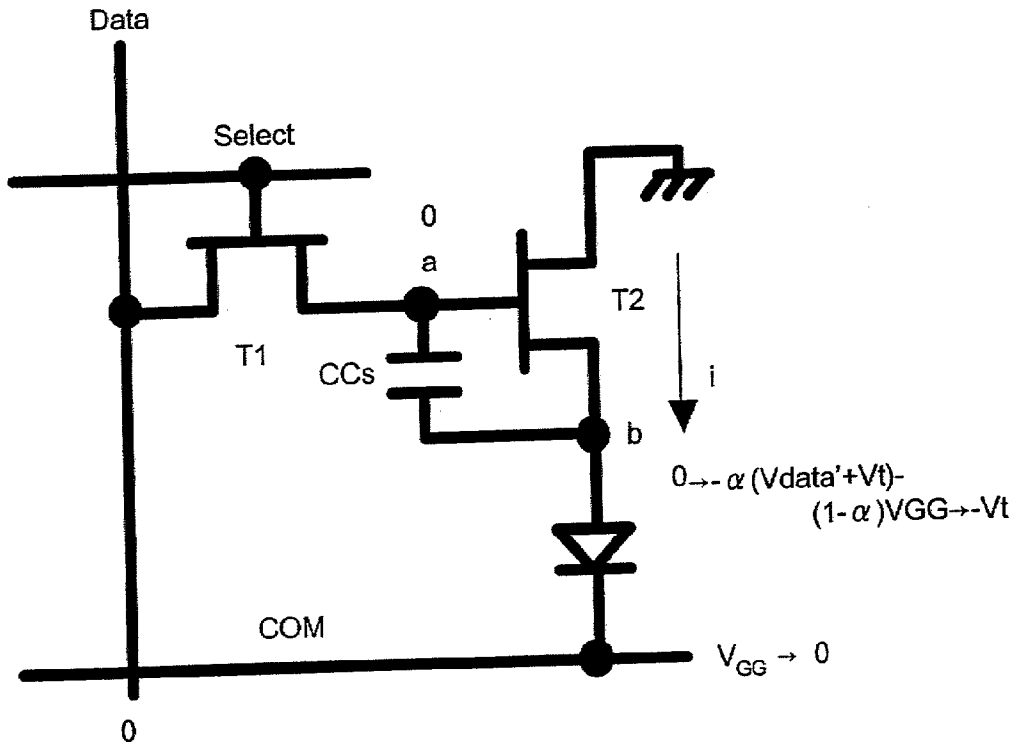 Data
Select
0
a
T2
T1
CCs
i
b
0→-α(Vdata'+Vt)-
(1-α)VGG→-Vt
COM
VGG → 0
0